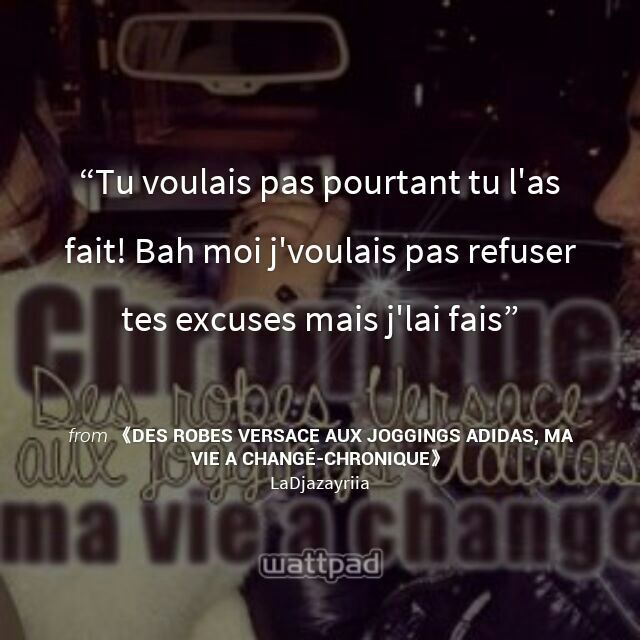 “Tu voulais pas pourtant tu l'as
fait! Bah moi j'voulais pas refuser
tes excuses mais j'lai fais”
Chronique
Des robes Versace
from 《DES ROBES VERSACE AUX JOGGINGS ADIDAS, MA
VIE A CHANGÉ-CHRONIQUE》
aux joggings Adidas
LaDjazayriia
ma vie a changé
wattpad